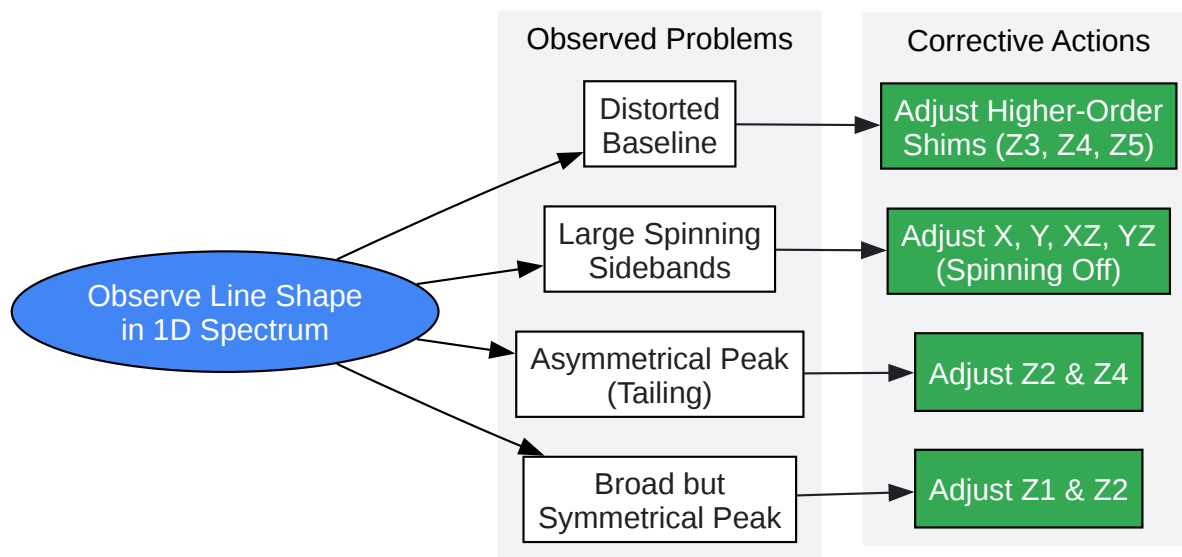 Observed Problems
Corrective Actions
Distorted
Baseline
Adjust Higher-Order
Shims (Z3, Z4, Z5)
Large Spinning
Sidebands
Adjust X, Y, XZ, YZ
(Spinning Off)
Observe Line Shape
in 1D Spectrum
Asymmetrical Peak
(Tailing)
Adjust Z2 & Z4
Broad but
Symmetrical Peak
Adjust Z1 & Z2